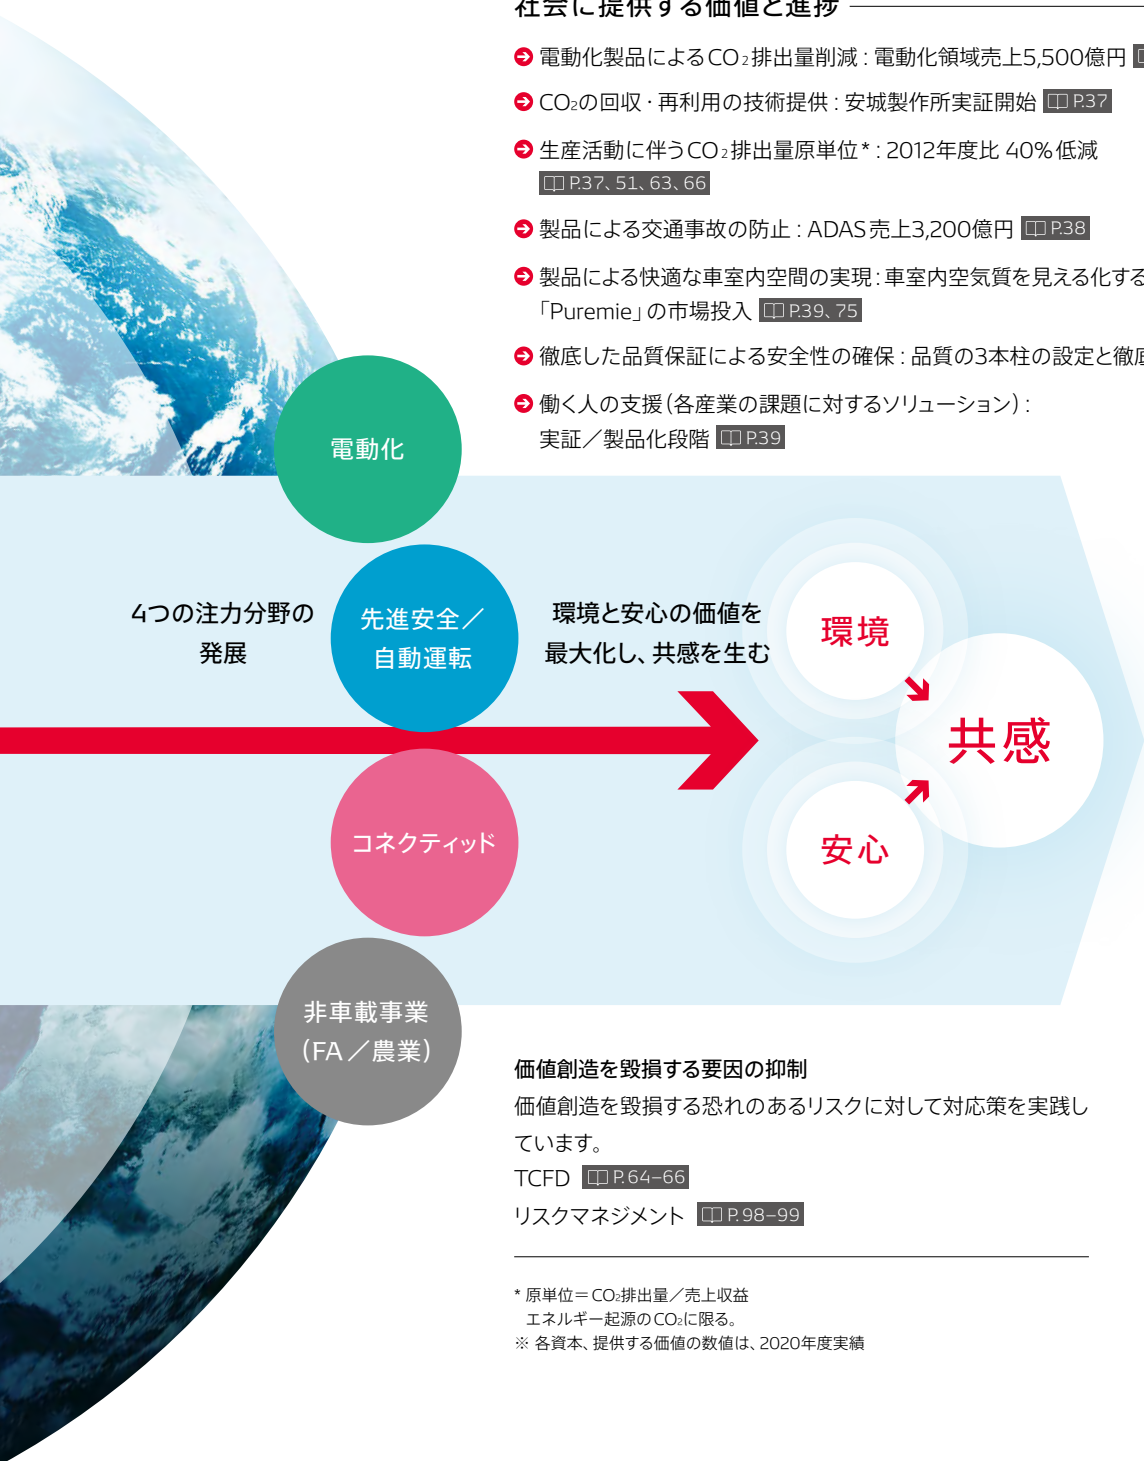 社会に提供する価値と進捗
電動化製品によるCO2排出量削減：電動化領域売上5,500億円
CO2の回収・再利用の技術提供：安城製作所実証開始 P.37
生産活動に伴うCO2排出量原単位*：2012年度比 40%低減
P.37、51、63、66
製品による交通事故の防止：ADAS売上3,200億円 P.38
製品による快適な車室内空間の実現：車室内空気質を見える化する
「Puremie」の市場投入 P.39、75
徹底した品質保証による安全性の確保：品質の3本柱の設定と徹底
働く人の支援（各産業の課題に対するソリューション）：
実証／製品化段階 P.39
電動化
4つの注力分野の
発展
先進安全／
自動運転
環境と安心の価値を
最大化し、共感を生む
環境
共感
コネクティッド
安心
非車載事業
（FA／農業）
価値創造を毀損する要因の抑制
価値創造を毀損する恐れのあるリスクに対して対応策を実践し
ています。
TCFD P.64–66
リスクマネジメント P.98–99
* 原単位＝CO2排出量／売上収益
エネルギー起源のCO2に限る。
※ 各資本、提供する価値の数値は、2020年度実績